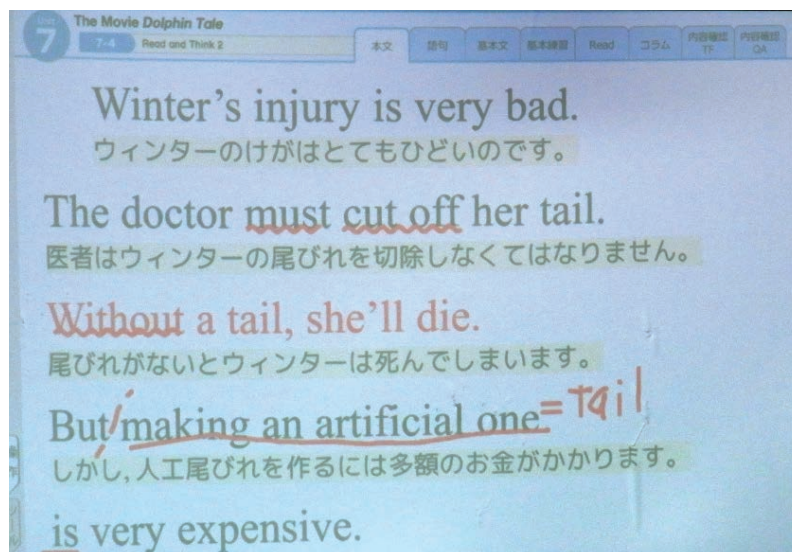 Unit 7
The Movie Dolphin Tale
7-4 Read and Think 2
本文 語句 基本文 基本練習 Read コラム 内容確認 TF 内容確認 QA
Winter's injury is very bad.
ウィンターのけがはとてもひどいのです。
The doctor must cut off her tail.
医者はウィンターの尾びれを切除しなくてはなりません。
Without a tail, she'll die.
尾びれがないとウィンターは死んでしまいます。
But/making an artificial one=tail
しかし,人工尾びれを作るには多額のお金がかかります。
is very expensive.